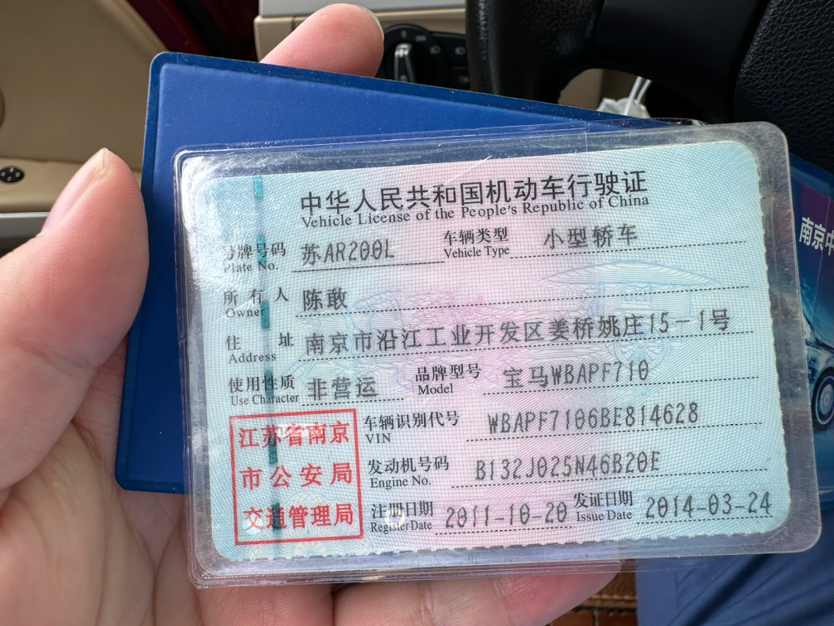 中华人民共和国机动车行驶证
Vehicle License of the People's Republic of China
号牌号码 苏AR200L 车辆类型 小型轿车
Plate No. Vehicle Type
所有人 陈敢
Owner
住址 南京市沿江工业开发区姜桥姚庄15-1号
Address
使用性质 非营运 品牌型号 宝马WBAPF710
Use Character Model
车辆识别代号 WBAPF7106BE814628
VIN
发动机号码 B132J025N46B20E
Engine No.
注册日期 2011-10-20 发证日期 2014-03-24
Register Date Issue Date
江苏省南京
市公安局
交通管理局
南京中